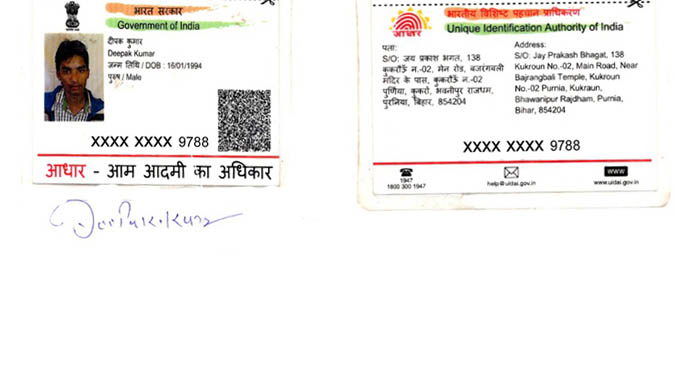 भारत सरकार
Government of India
दीपक कुमार
Deepak Kumar
जन्म तिथि / DOB : 16/01/1994
पुरुष / Male
XXXX XXXX 9788
आधार - आम आदमी का अधिकार
भारतीय विशिष्ट पहचान प्राधिकरण
Unique Identification Authority of India
आधार
पता:
S/O: जय प्रकाश भगत, 138
कुकरौऊँ न.-02, मेन रोड, बजरंगबली
मंदिर के पास, कुकरौऊँ न.-02
पुर्णिया, कुकरो, भवनीपुर राजधम,
पुरनिया, बिहार, 854204
Address:
S/O: Jay Prakash Bhagat, 138
Kukroun No.-02, Main Road, Near
Bajrangbali Temple, Kukroun
No.-02 Purnia, Kukraun,
Bhawanipur Rajdham, Purnia,
Bihar, 854204
XXXX XXXX 9788
1947
1800 300 1947
help@uidai.gov.in
WWW
www.uidai.gov.in